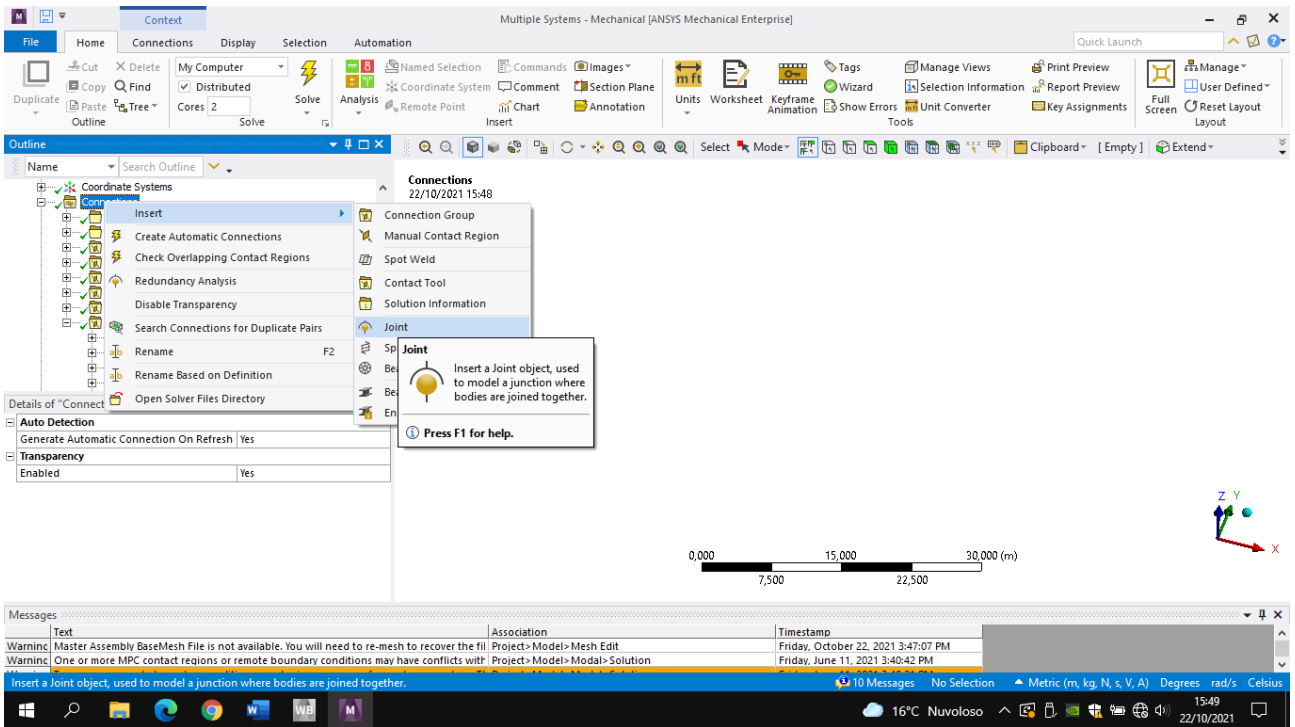 Context
Multiple Systems - Mechanical [ANSYS Mechanical Enterprise]
File Home Connections Display Selection Automation
Quick Launch
Duplicate
Cut
Copy
Paste
Delete
Find
Tree
Outline
My Computer
Distributed
Cores 2
Solve
Solve
Analysis
Named Selection
Coordinate System
Remote Point
Commands
Comment
Chart
Images
Section Plane
Annotation
Insert
Units
Worksheet
Keyframe
Animation
Tags
Wizard
Show Errors
Manage Views
Selection Information
Unit Converter
Print Preview
Report Preview
Key Assignments
Tools
Full
Screen
Manage
User Defined
Reset Layout
Layout
Outline
Select Mode Clipboard [Empty] Extend
Name Search Outline
Coordinate Systems
Connections
22/10/2021 15:48
Insert
Create Automatic Connections
Check Overlapping Contact Regions
Redundancy Analysis
Disable Transparency
Search Connections for Duplicate Pairs
Rename F2
Rename Based on Definition
Open Solver Files Directory
Connection Group
Manual Contact Region
Spot Weld
Contact Tool
Solution Information
Joint
Sp
Be
Be
En
Joint
Insert a Joint object, used
to model a junction where
bodies are joined together.
Press F1 for help.
Details of "Connect
Auto Detection
Generate Automatic Connection On Refresh Yes
Transparency
Enabled Yes
Z Y
X
0,000 15,000 30,000 (m)
7,500 22,500
Messages
Text Association Timestamp
Warninc Master Assembly BaseMesh File is not available. You will need to re-mesh to recover the fil Project>Model>Mesh Edit Friday, October 22, 2021 3:47:07 PM
Warninc One or more MPC contact regions or remote boundary conditions may have conflicts with Project>Model>Modal>Solution Friday, June 11, 2021 3:40:42 PM
Insert a Joint object, used to model a junction where bodies are joined together. 10 Messages No Selection Metric (m, kg, N, s, V, A) Degrees rad/s Celsius
WB M 16°C Nuvoloso 15:49
22/10/2021